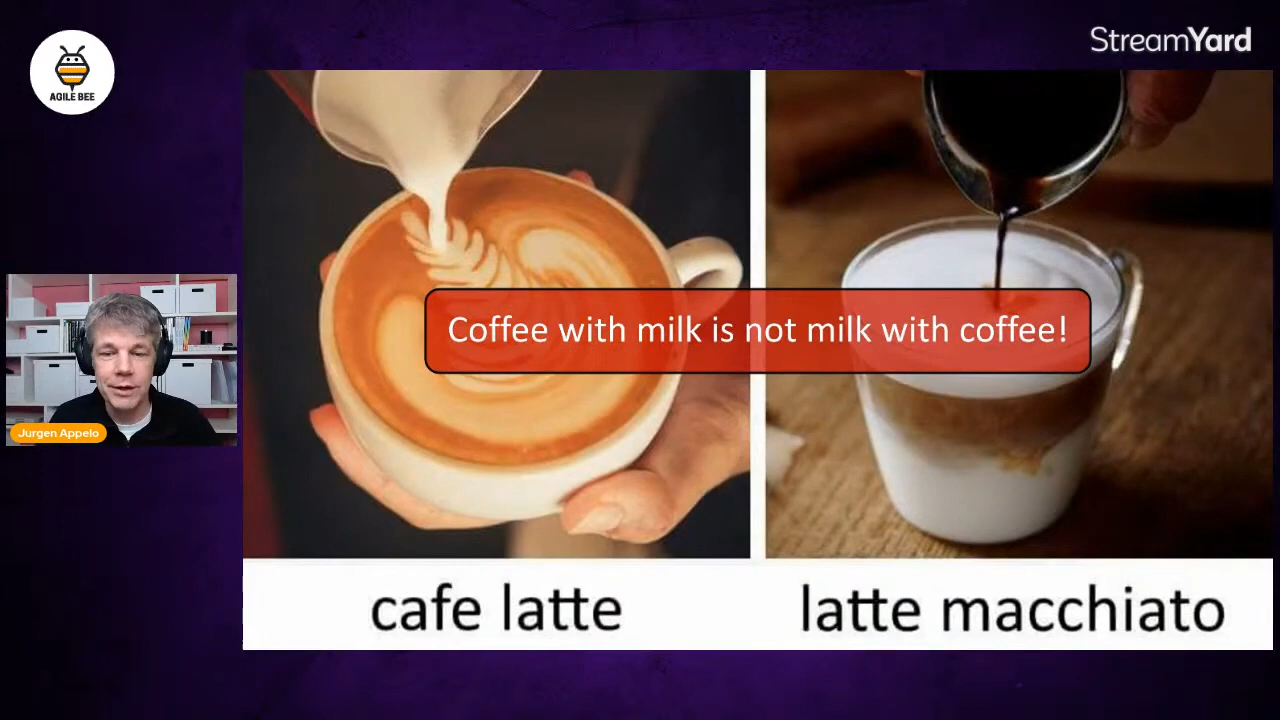 AGILE BEE
StreamYard
Coffee with milk is not milk with coffee!
Jurgen Appelo
cafe latte
latte macchiato